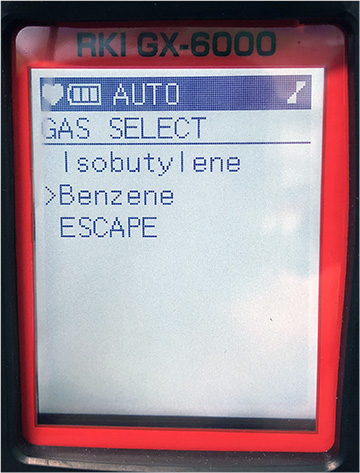 RKI GX-6000
AUTO
GAS SELECT
Isobutylene
>Benzene
ESCAPE